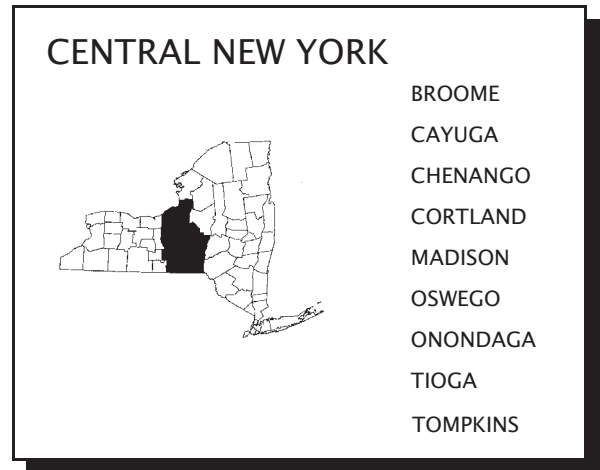 CENTRAL NEW YORK
BROOME
CAYUGA
CHENANGO
CORTLAND
MADISON
OSWEGO
ONONDAGA
TIOGA
TOMPKINS